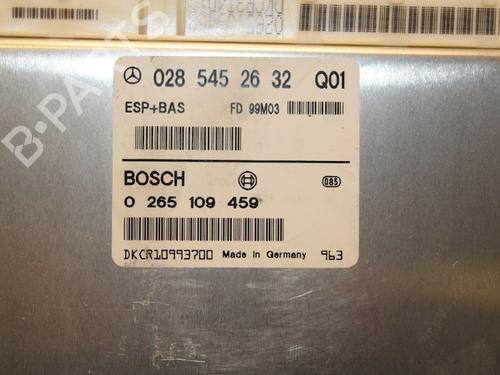 028 545 26 32 Q01
ESP+BAS FD 99M03
BOSCH
085
0 265 109 459
DKCR10993700 Made in Germany 963
B-PARTS